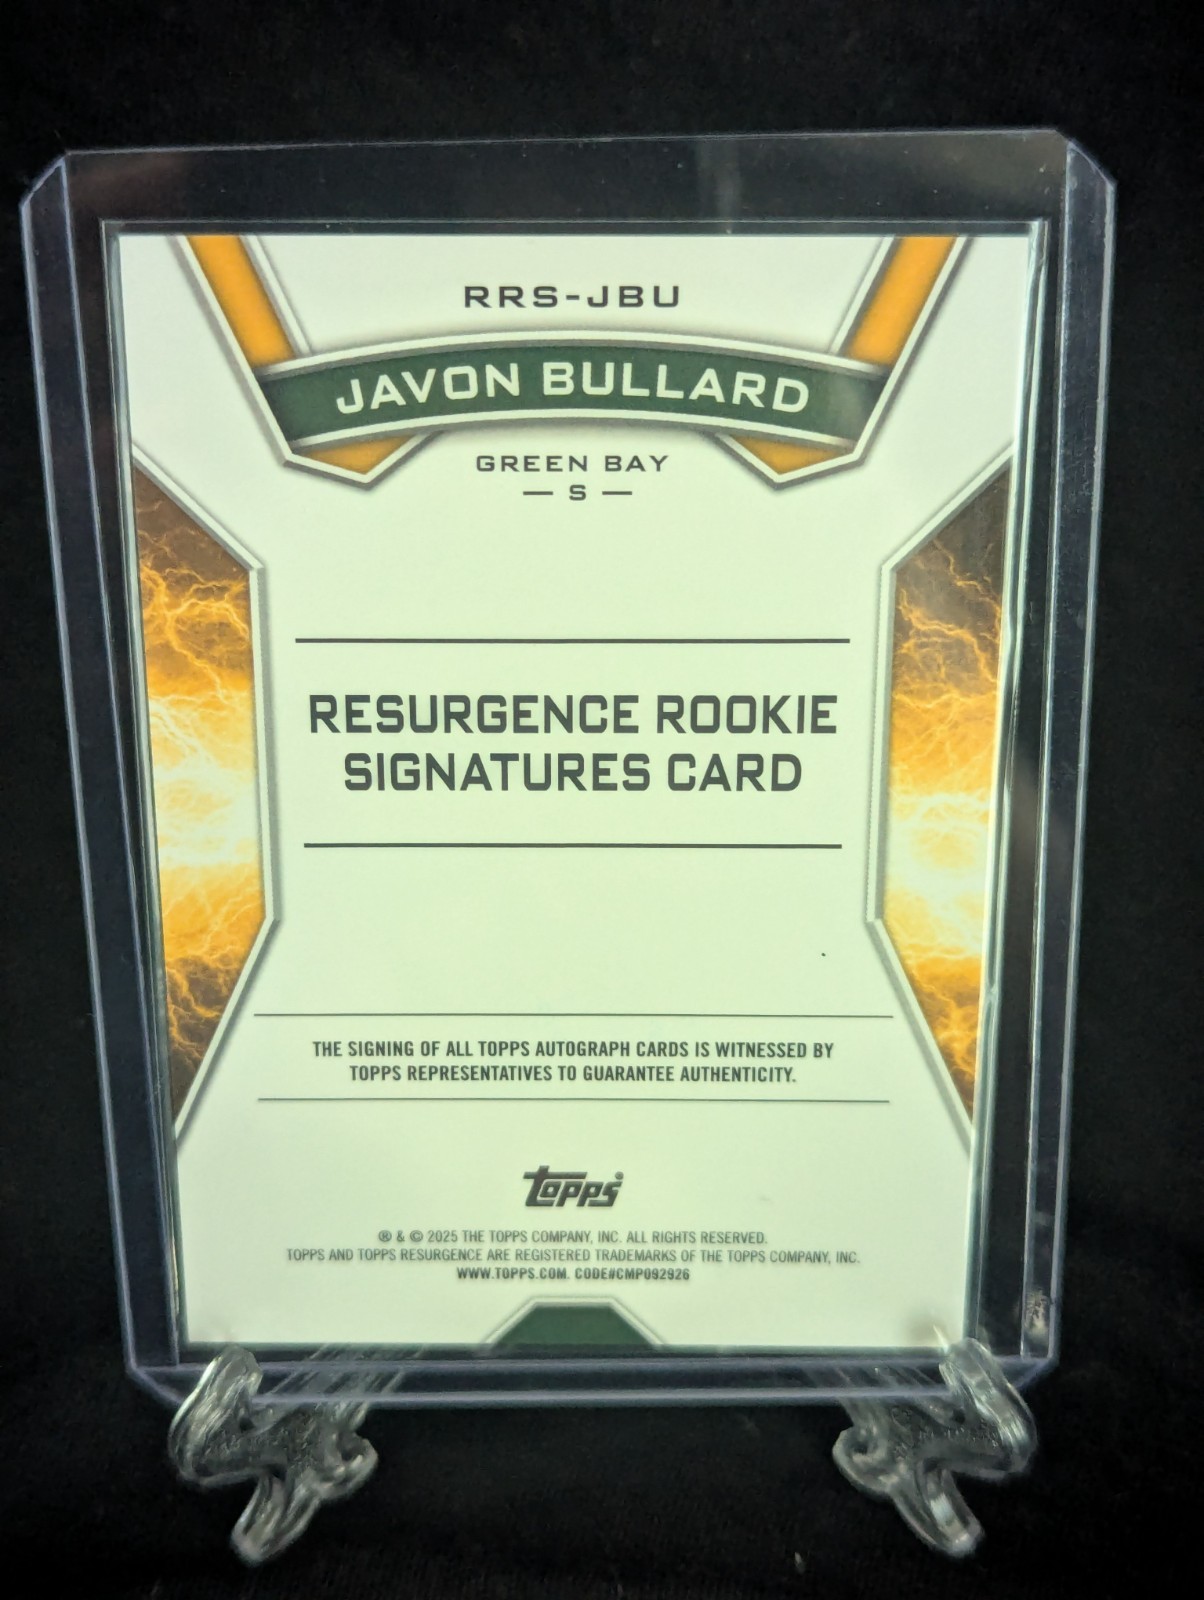 RRS-JBU
JAVON BULLARD
GREEN BAY
— S —
RESURGENCE ROOKIE
SIGNATURES CARD
THE SIGNING OF ALL TOPPS AUTOGRAPH CARDS IS WITNESSED BY
TOPPS REPRESENTATIVES TO GUARANTEE AUTHENTICITY.
topps
® & © 2025 THE TOPPS COMPANY, INC. ALL RIGHTS RESERVED.
TOPPS AND TOPPS RESURGENCE ARE REGISTERED TRADEMARKS OF THE TOPPS COMPANY, INC.
WWW.TOPPS.COM. CODE#CMP092926